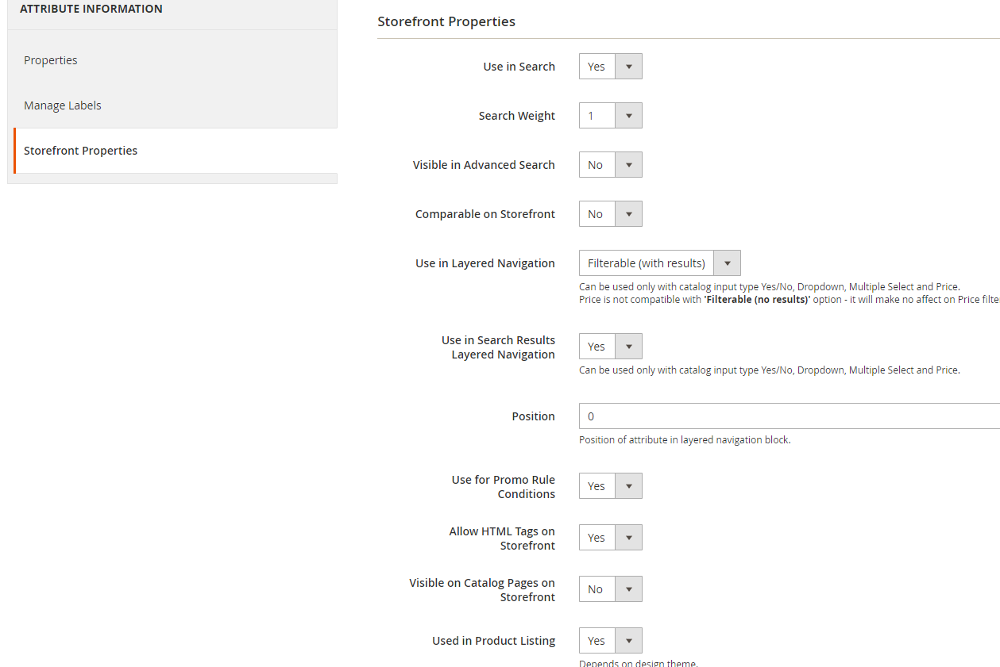 ATTRIBUTE INFORMATION
Properties
Manage Labels
Storefront Properties
Storefront Properties
Use in Search
Yes
Search Weight
1
Visible in Advanced Search
No
Comparable on Storefront
No
Use in Layered Navigation
Filterable (with results)
Can be used only with catalog input type Yes/No, Dropdown, Multiple Select and Price.
Price is not compatible with 'Filterable (no results)' option - it will make no affect on Price filte
Use in Search Results
Layered Navigation
Yes
Can be used only with catalog input type Yes/No, Dropdown, Multiple Select and Price.
Position
0
Position of attribute in layered navigation block.
Use for Promo Rule
Conditions
Yes
Allow HTML Tags on
Storefront
Yes
Visible on Catalog Pages on
Storefront
No
Used in Product Listing
Yes
Depends on design theme.